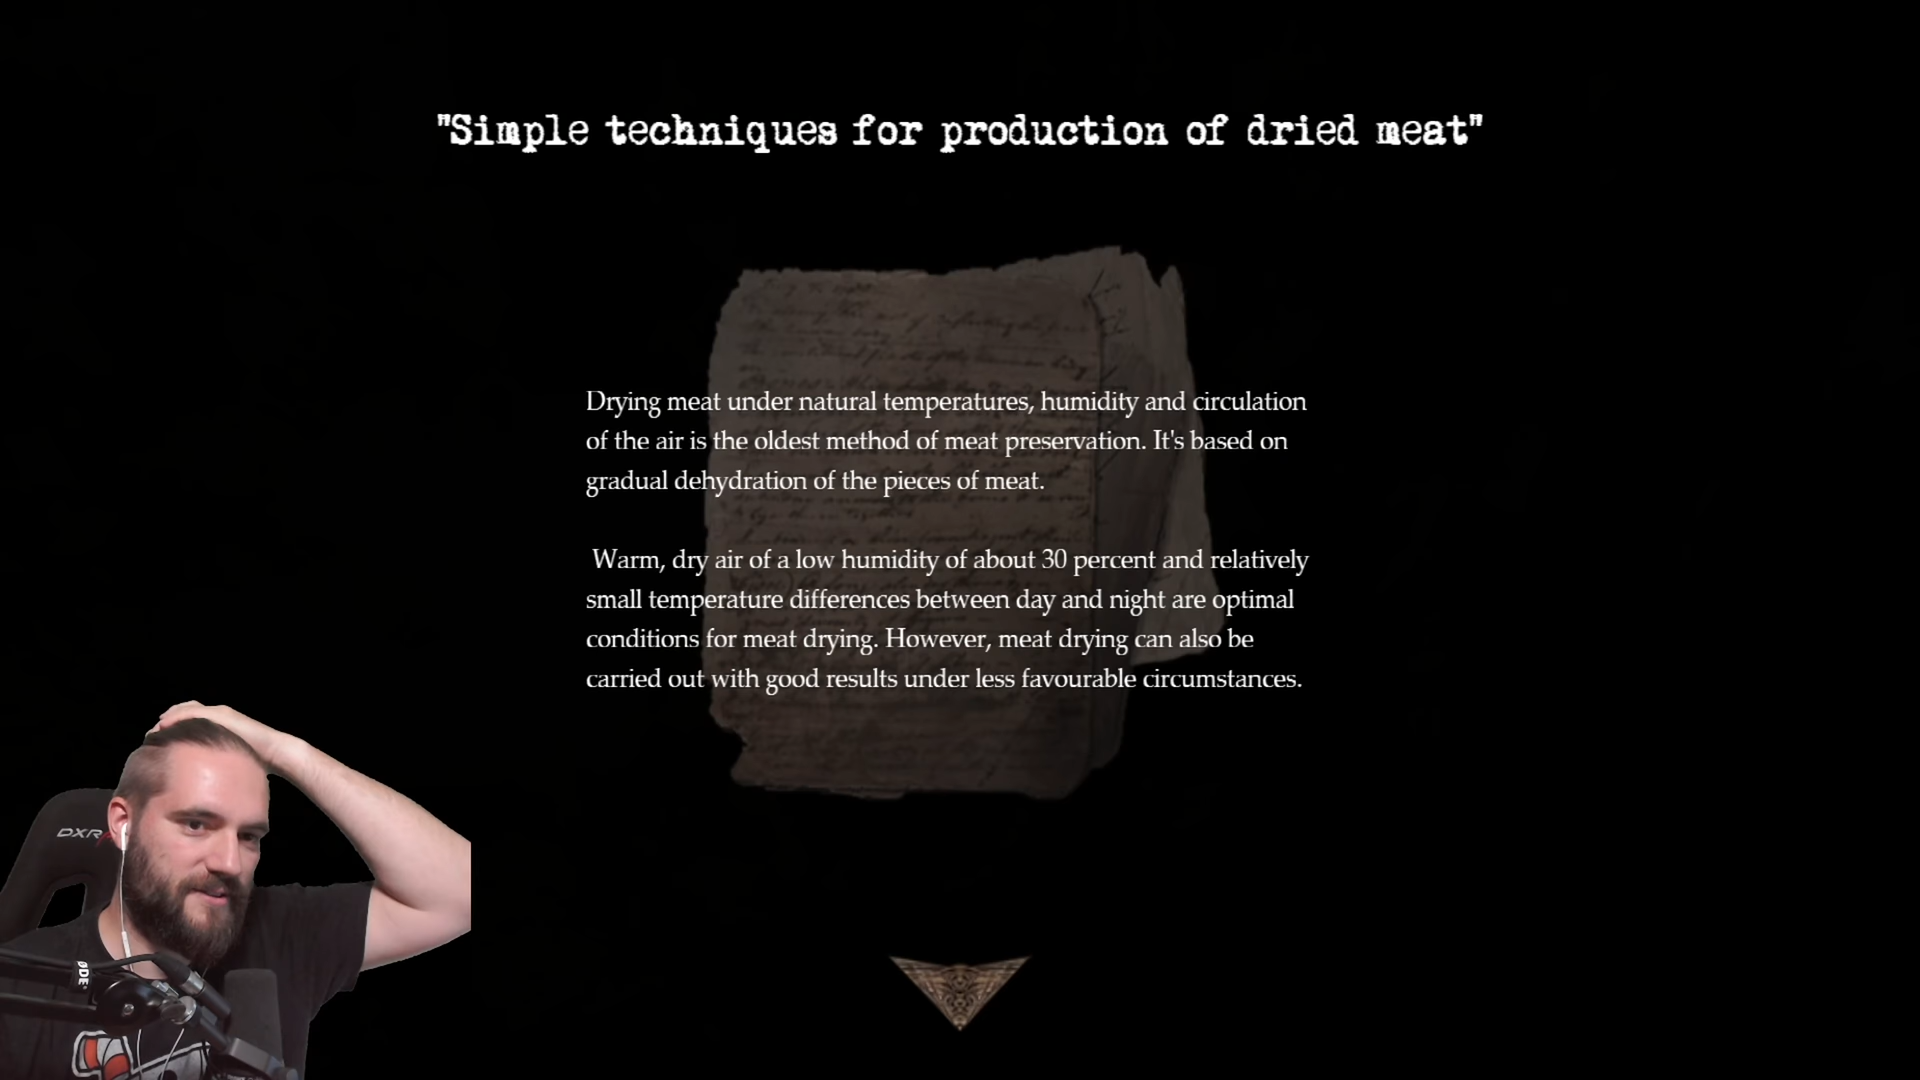 "Simple techniques for production of dried meat"
Drying meat under natural temperatures, humidity and circulation
of the air is the oldest method of meat preservation. It's based on
gradual dehydration of the pieces of meat.
Warm, dry air of a low humidity of about 30 percent and relatively
small temperature differences between day and night are optimal
conditions for meat drying. However, meat drying can also be
carried out with good results under less favourable circumstances.
DXR